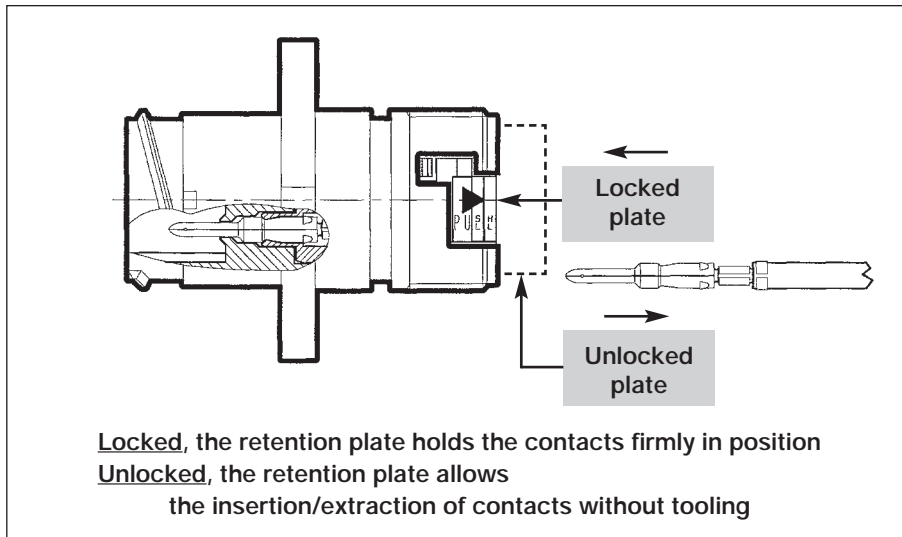 Locked
plate
Unlocked
plate
Locked, the retention plate holds the contacts firmly in position
Unlocked, the retention plate allows
the insertion/extraction of contacts without tooling